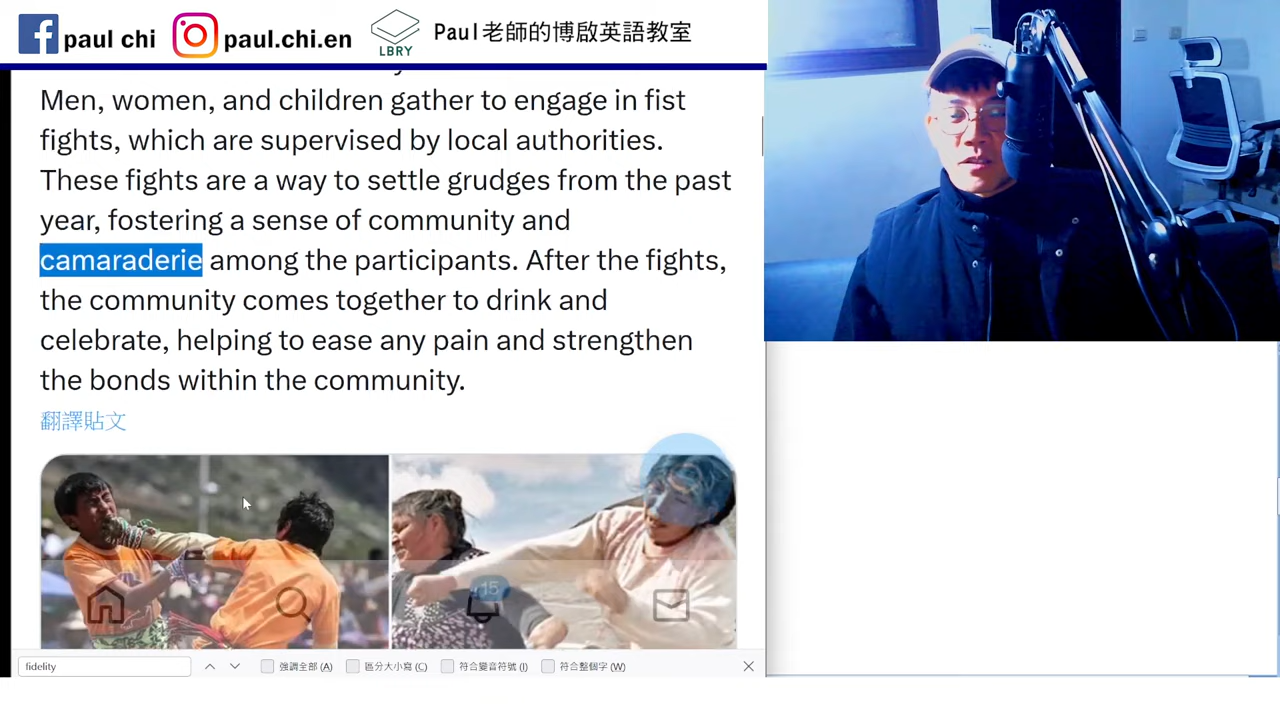 paul chi
paul.chi.en
LBRY
Paul老師的博啟英語教室
Men, women, and children gather to engage in fist
fights, which are supervised by local authorities.
These fights are a way to settle grudges from the past
year, fostering a sense of community and
camaraderie among the participants. After the fights,
the community comes together to drink and
celebrate, helping to ease any pain and strengthen
the bonds within the community.
翻譯貼文
15
fidelity
強調全部 (A)
區分大小寫 (C)
符合變音符號 (I)
符合整個字 (W)